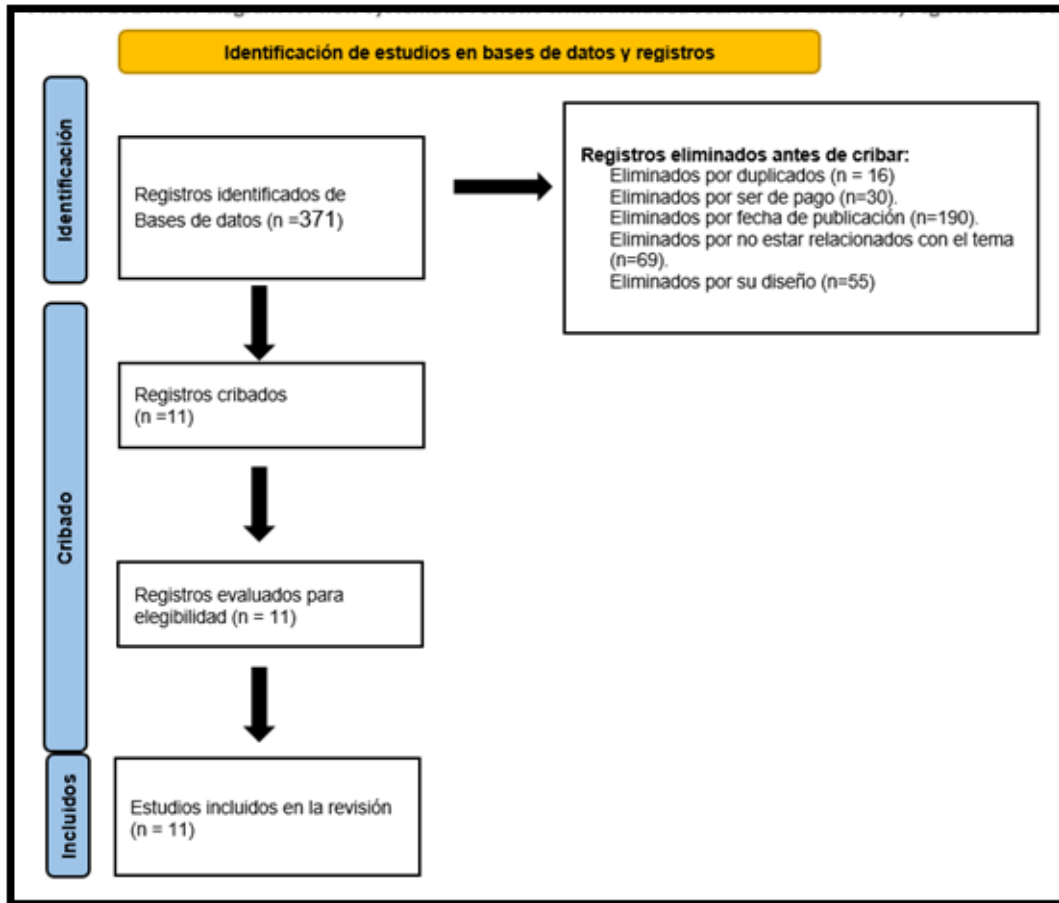 Identificación de estudios en bases de datos y registros
Identificación
Registros identificados de
Bases de datos (n =371)
Registros eliminados antes de cribar:
Eliminados por duplicados (n = 16)
Eliminados por ser de pago (n=30).
Eliminados por fecha de publicación (n=190).
Eliminados por no estar relacionados con el tema
(n=69).
Eliminados por su diseño (n=55)
Cribado
Registros cribados
(n =11)
Registros evaluados para
elegibilidad (n = 11)
Incluidos
Estudios incluidos en la revisión
(n = 11)